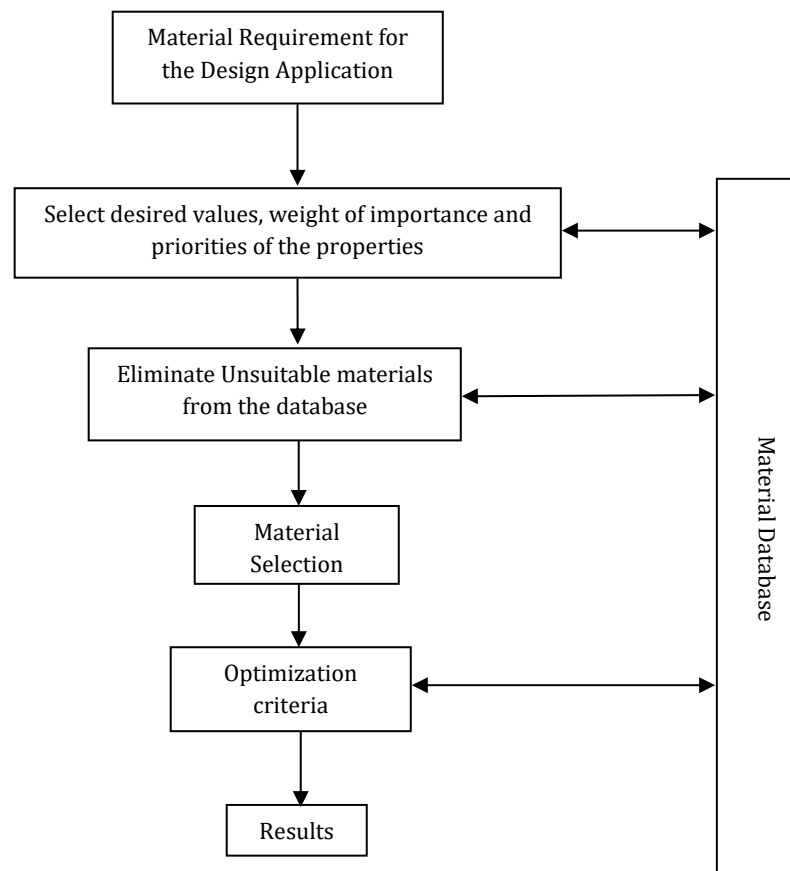 Material Requirement for
the Design Application
Select desired values, weight of importance and
priorities of the properties
Eliminate Unsuitable materials
from the database
Material
Selection
Optimization
criteria
Results
Material Database